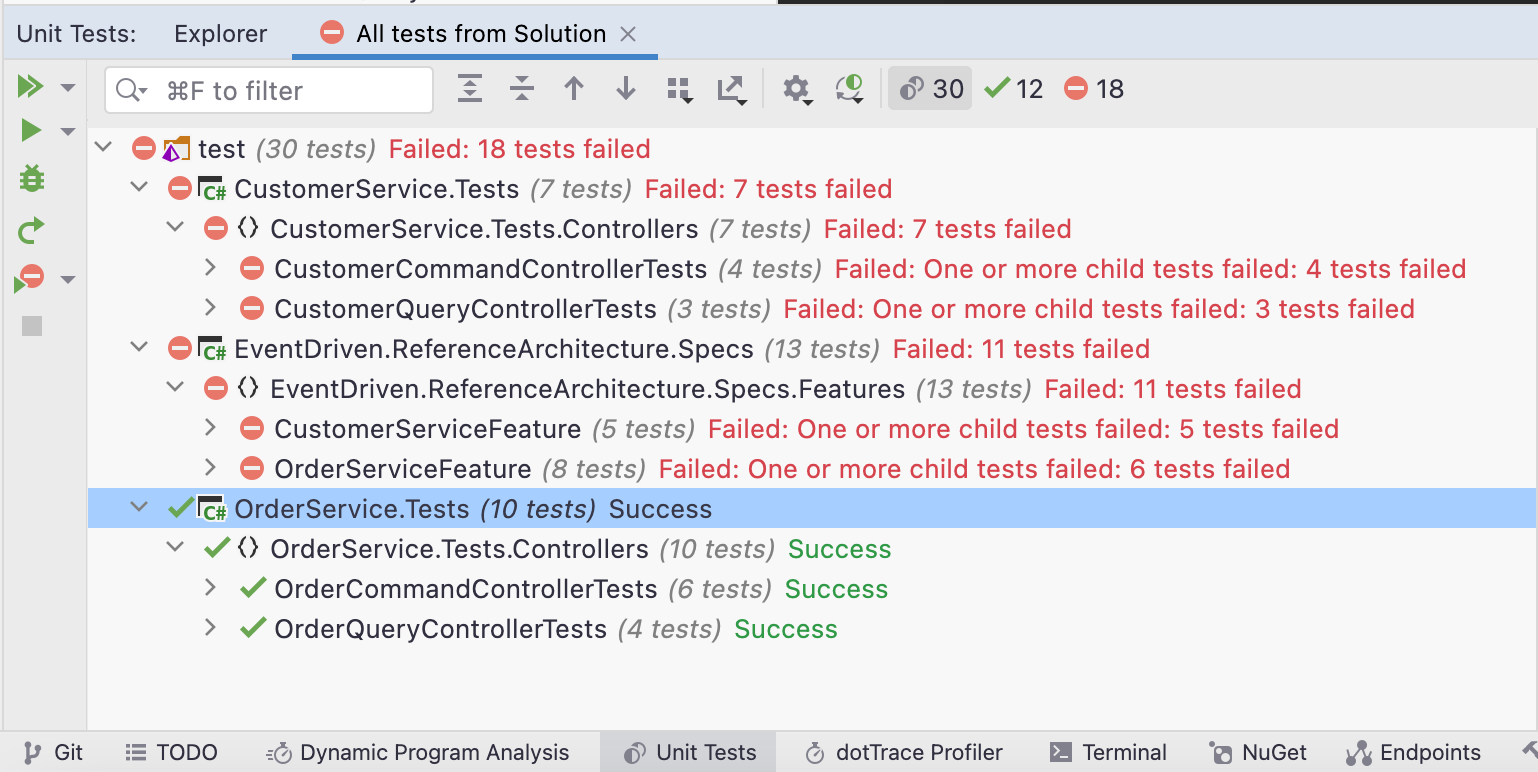 Unit Tests: Explorer All tests from Solution
⌘F to filter 30 12 18
test (30 tests) Failed: 18 tests failed
C# CustomerService.Tests (7 tests) Failed: 7 tests failed
CustomerService.Tests.Controllers (7 tests) Failed: 7 tests failed
CustomerCommandControllerTests (4 tests) Failed: One or more child tests failed: 4 tests failed
CustomerQueryControllerTests (3 tests) Failed: One or more child tests failed: 3 tests failed
C# EventDriven.ReferenceArchitecture.Specs (13 tests) Failed: 11 tests failed
EventDriven.ReferenceArchitecture.Specs.Features (13 tests) Failed: 11 tests failed
CustomerServiceFeature (5 tests) Failed: One or more child tests failed: 5 tests failed
OrderServiceFeature (8 tests) Failed: One or more child tests failed: 6 tests failed
C# OrderService.Tests (10 tests) Success
OrderService.Tests.Controllers (10 tests) Success
OrderCommandControllerTests (6 tests) Success
OrderQueryControllerTests (4 tests) Success
Git TODO Dynamic Program Analysis Unit Tests dotTrace Profiler Terminal NuGet Endpoints